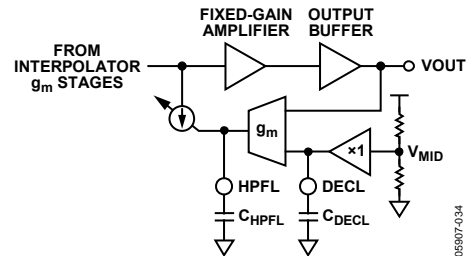 FIXED-GAIN
AMPLIFIER
OUTPUT
BUFFER
FROM
INTERPOLATOR
gm STAGES
VOUT
gm
×1
VMID
HPFL
DECL
CHPFL
CDECL
05907-034